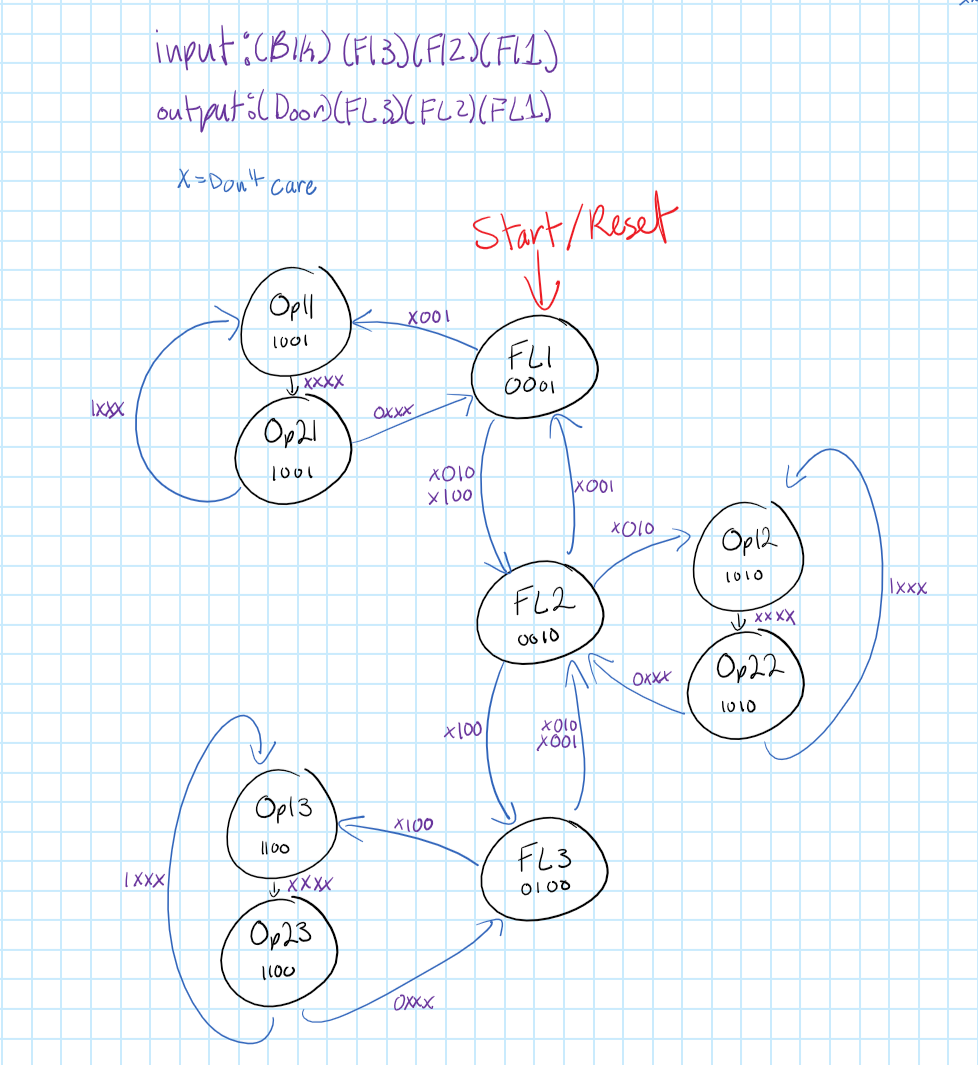 input:(Blk)(Fl3)(Fl2)(Fl1)
output:(Door)(FL3)(FL2)(FL1)
X=Don't care
Start/Reset
Op11
1001
X001
FL1
0001
XXXX
1XXX
0XXX
Op21
1001
X010
X100
X001
X010
Op12
1010
1XXX
FL2
0010
XXXX
Op22
1010
0XXX
X100
X010
X001
Op13
1100
X100
FL3
0100
1XXX
XXXX
Op23
1100
0XXX